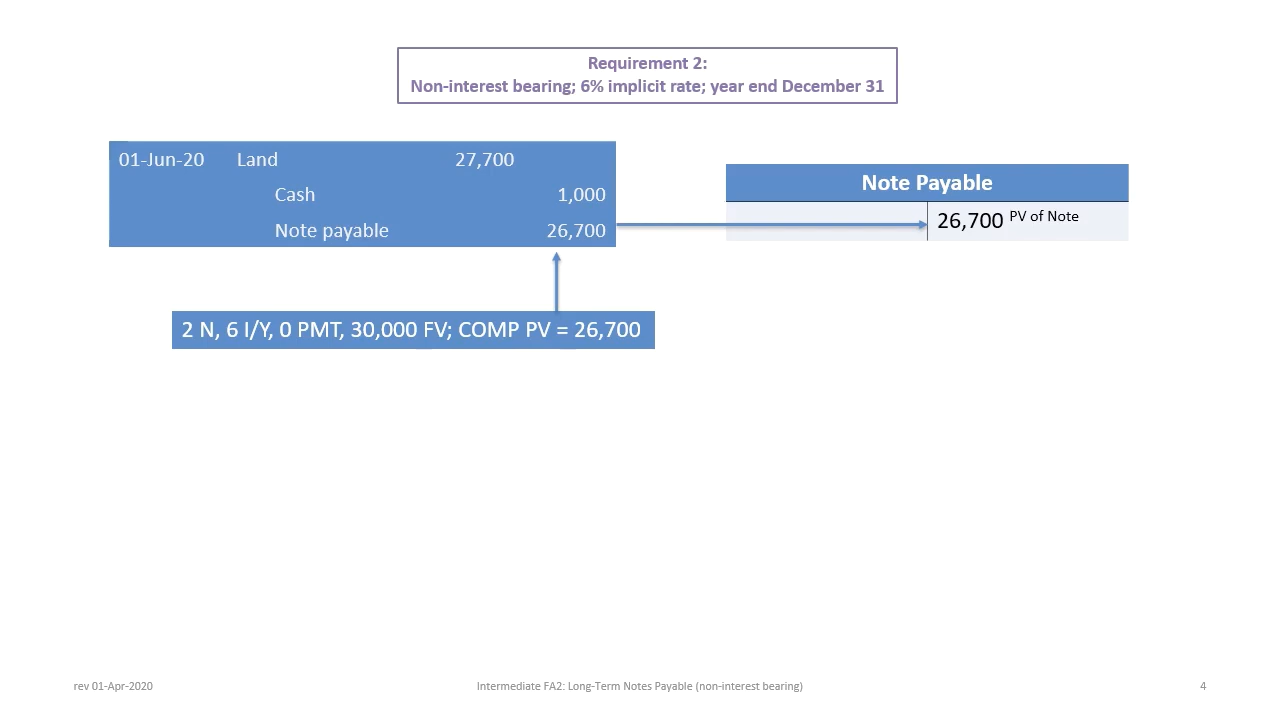 Requirement 2:
Non-interest bearing; 6% implicit rate; year end December 31
01-Jun-20 Land 27,700
Cash 1,000
Note payable 26,700
Note Payable
26,700 PV of Note
2 N, 6 I/Y, 0 PMT, 30,000 FV; COMP PV = 26,700
rev 01-Apr-2020
Intermediate FA2: Long-Term Notes Payable (non-interest bearing)
4